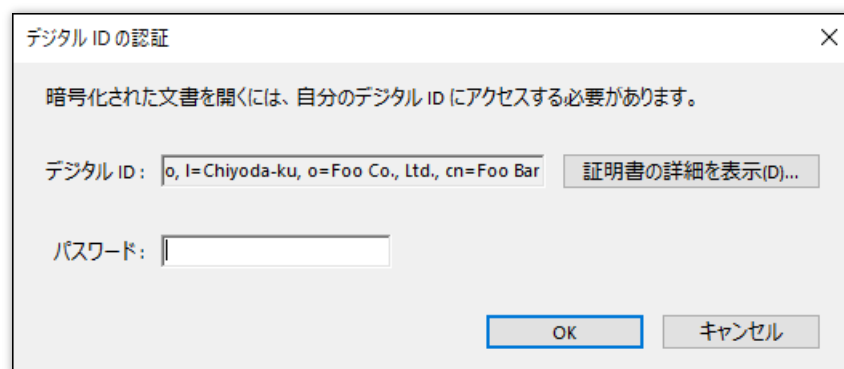 デジタル ID の認証
暗号化された文書を開くには、自分のデジタル ID にアクセスする必要があります。
デジタル ID： o, l=Chiyoda-ku, o=Foo Co., Ltd., cn=Foo Bar 証明書の詳細を表示(D)...
パスワード：
OK キャンセル